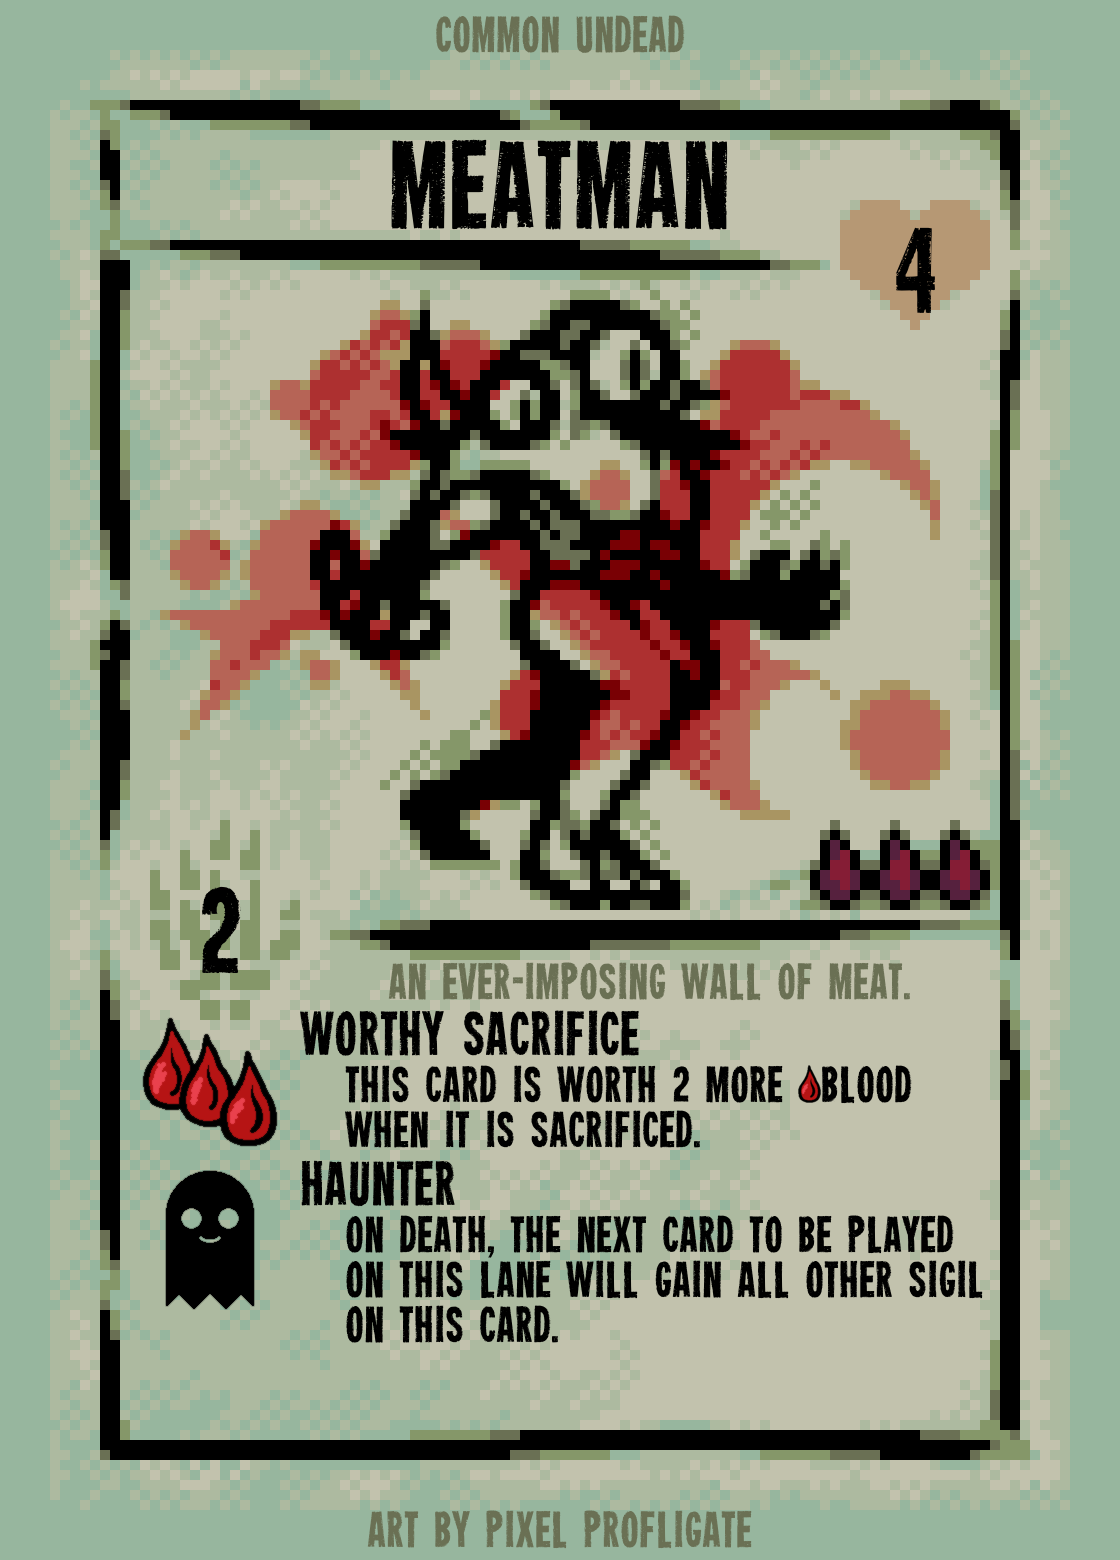 COMMON UNDEAD
MEATMAN
4
2
AN EVER-IMPOSING WALL OF MEAT.
WORTHY SACRIFICE
THIS CARD IS WORTH 2 MORE BLOOD
WHEN IT IS SACRIFICED.
HAUNTER
ON DEATH, THE NEXT CARD TO BE PLAYED
ON THIS LANE WILL GAIN ALL OTHER SIGIL
ON THIS CARD.
ART BY PIXEL PROFLIGATE